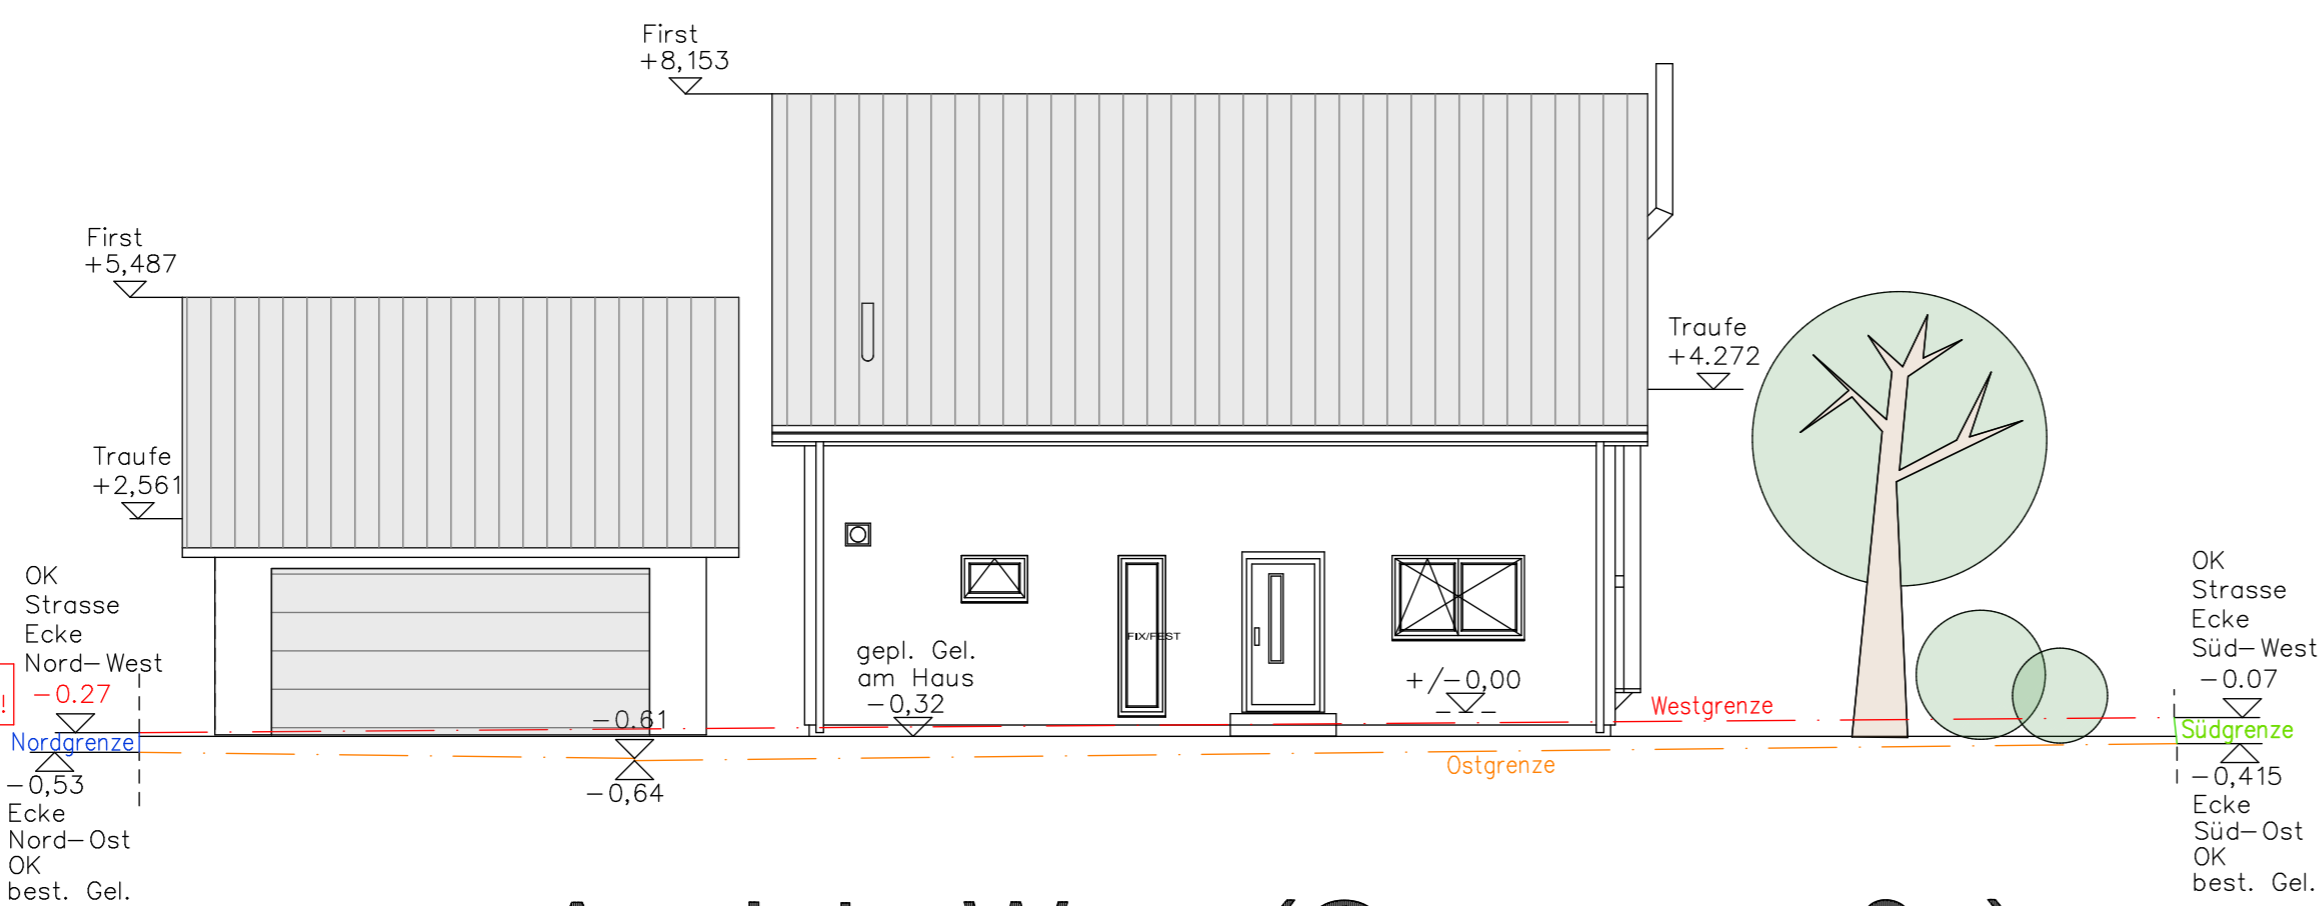 First
+8,153
First
+5,487
Traufe
+4.272
Traufe
+2,561
OK
Strasse
Ecke
Nord-West
-0.27
!
Nordgrenze
-0,53
Ecke
Nord-Ost
OK
best. Gel.
-0.61
-0,64
gepl. Gel.
am Haus
-0,32
FIX/FEST
+/-0,00
Westgrenze
Ostgrenze
OK
Strasse
Ecke
Süd-West
-0.07
Südgrenze
-0,415
Ecke
Süd-Ost
OK
best. Gel.